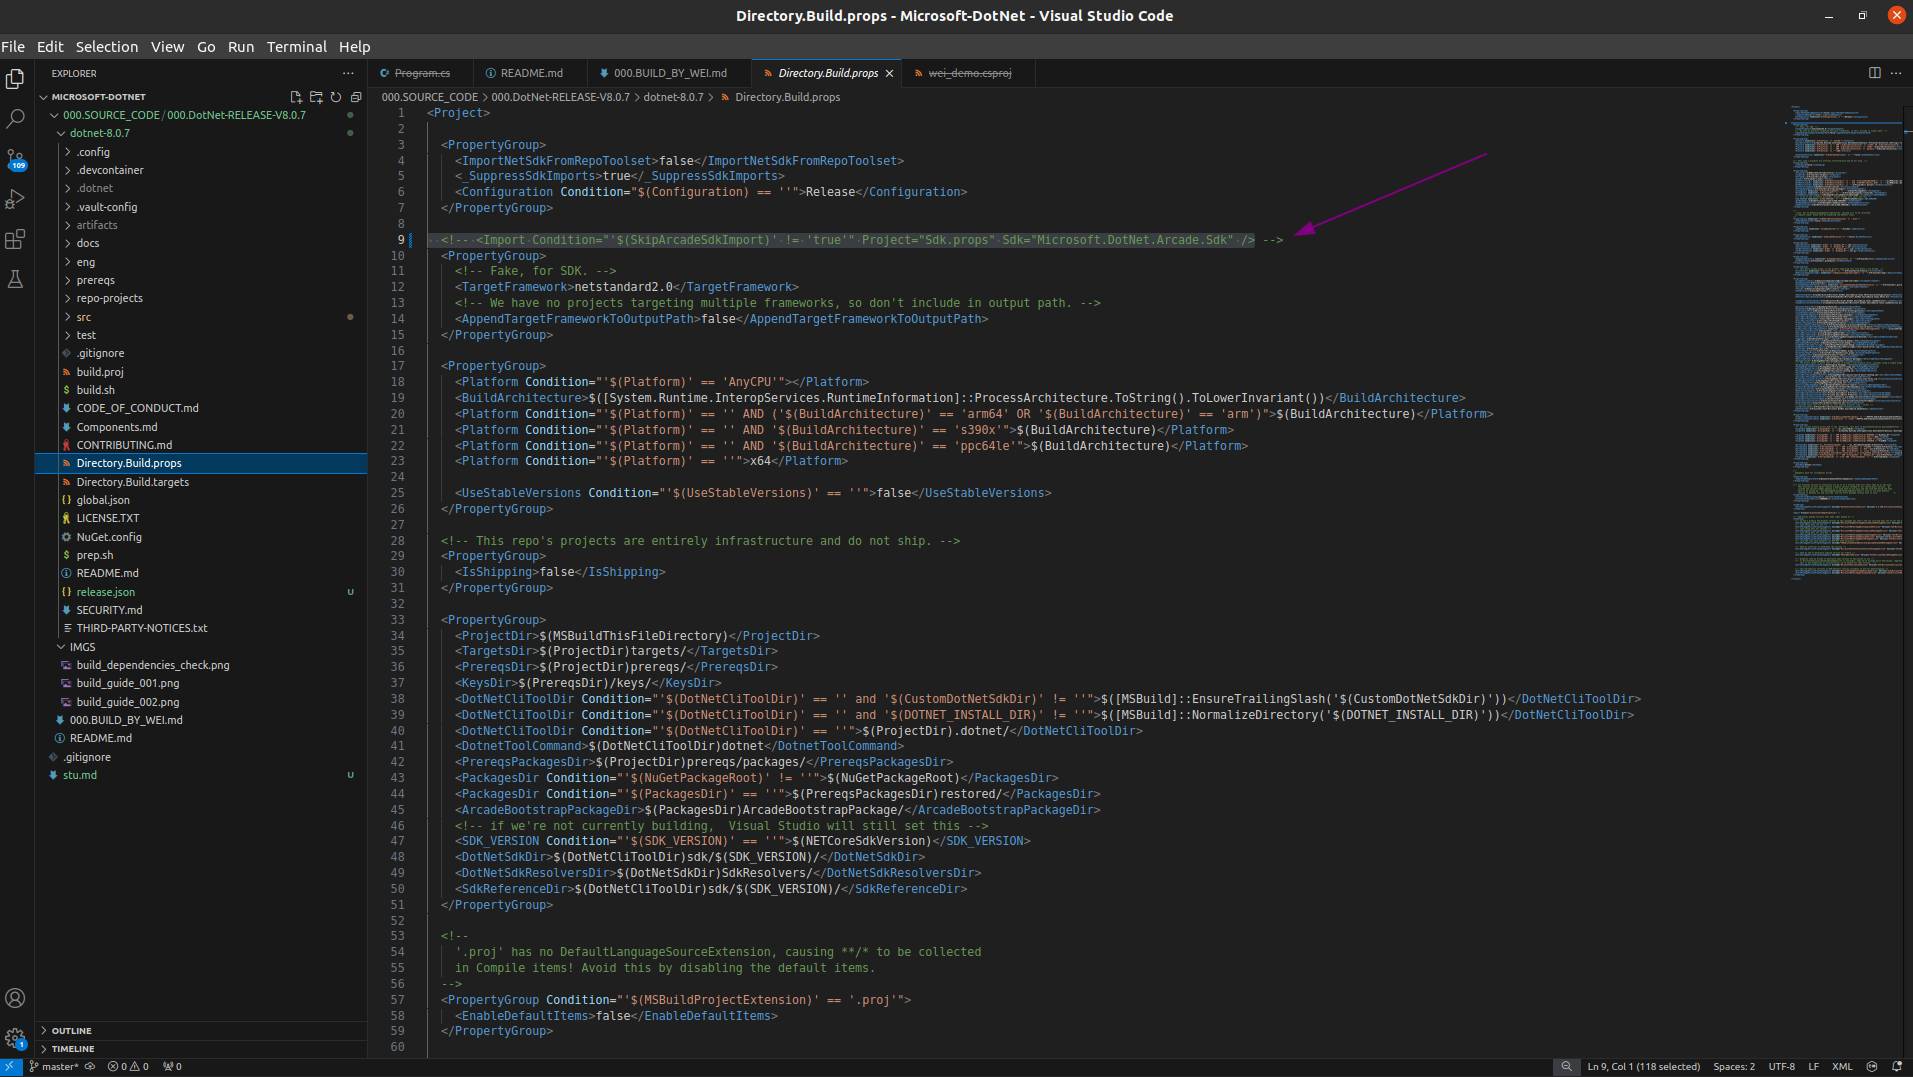 Directory.Build.props - Microsoft-DotNet - Visual Studio Code
File Edit Selection View Go Run Terminal Help
EXPLORER
MICROSOFT-DOTNET
000.SOURCE_CODE/000.DotNet-RELEASE-V8.0.7
dotnet-8.0.7
.config
.devcontainer
.dotnet
.vault-config
artifacts
docs
eng
prereqs
repo-projects
src
test
.gitignore
build.proj
build.sh
CODE_OF_CONDUCT.md
Components.md
CONTRIBUTING.md
Directory.Build.props
Directory.Build.targets
global.json
LICENSE.TXT
NuGet.config
prep.sh
README.md
release.json U
SECURITY.md
THIRD-PARTY-NOTICES.txt
IMGS
build_dependencies_check.png
build_guide_001.png
build_guide_002.png
000.BUILD_BY_WEI.md
README.md
.gitignore
stu.md U
OUTLINE
TIMELINE
109
1
Program.cs README.md 000.BUILD_BY_WEI.md Directory.Build.props wei_demo.csproj
000.SOURCE_CODE > 000.DotNet-RELEASE-V8.0.7 > dotnet-8.0.7 > Directory.Build.props
1 <Project>
2
3 <PropertyGroup>
4 <ImportNetSdkFromRepoToolset>false</ImportNetSdkFromRepoToolset>
5 <_SuppressSdkImports>true</_SuppressSdkImports>
6 <Configuration Condition="$(Configuration) == ''">Release</Configuration>
7 </PropertyGroup>
8
9 <!-- <Import Condition="'$(SkipArcadeSdkImport)' != 'true'" Project="Sdk.props" Sdk="Microsoft.DotNet.Arcade.Sdk" /> -->
10 <PropertyGroup>
11 <!-- Fake, for SDK. -->
12 <TargetFramework>netstandard2.0</TargetFramework>
13 <!-- We have no projects targeting multiple frameworks, so don't include in output path. -->
14 <AppendTargetFrameworkToOutputPath>false</AppendTargetFrameworkToOutputPath>
15 </PropertyGroup>
16
17 <PropertyGroup>
18 <Platform Condition="'$(Platform)' == 'AnyCPU'"></Platform>
19 <BuildArchitecture>$([System.Runtime.InteropServices.RuntimeInformation]::ProcessArchitecture.ToString().ToLowerInvariant())</BuildArchitecture>
20 <Platform Condition="'$(Platform)' == '' AND ('$(BuildArchitecture)' == 'arm64' OR '$(BuildArchitecture)' == 'arm')">$(BuildArchitecture)</Platform>
21 <Platform Condition="'$(Platform)' == '' AND '$(BuildArchitecture)' == 's390x'">$(BuildArchitecture)</Platform>
22 <Platform Condition="'$(Platform)' == '' AND '$(BuildArchitecture)' == 'ppc64le'">$(BuildArchitecture)</Platform>
23 <Platform Condition="'$(Platform)' == ''">x64</Platform>
24
25 <UseStableVersions Condition="'$(UseStableVersions)' == ''">false</UseStableVersions>
26 </PropertyGroup>
27
28 <!-- This repo's projects are entirely infrastructure and do not ship. -->
29 <PropertyGroup>
30 <IsShipping>false</IsShipping>
31 </PropertyGroup>
32
33 <PropertyGroup>
34 <ProjectDir>$(MSBuildThisFileDirectory)</ProjectDir>
35 <TargetsDir>$(ProjectDir)targets/</TargetsDir>
36 <PrereqsDir>$(ProjectDir)prereqs/</PrereqsDir>
37 <KeysDir>$(PrereqsDir)/keys/</KeysDir>
38 <DotNetCliToolDir Condition="'$(DotNetCliToolDir)' == '' and '$(CustomDotNetSdkDir)' != ''">$([MSBuild]::EnsureTrailingSlash('$(CustomDotNetSdkDir)'))</DotNetCliToolDir>
39 <DotNetCliToolDir Condition="'$(DotNetCliToolDir)' == '' and '$(DOTNET_INSTALL_DIR)' != ''">$([MSBuild]::NormalizeDirectory('$(DOTNET_INSTALL_DIR)'))</DotNetCliToolDir>
40 <DotNetCliToolDir Condition="'$(DotNetCliToolDir)' == ''">$(ProjectDir).dotnet/</DotNetCliToolDir>
41 <DotnetToolCommand>$(DotNetCliToolDir)dotnet</DotnetToolCommand>
42 <PrereqsPackagesDir>$(ProjectDir)prereqs/packages/</PrereqsPackagesDir>
43 <PackagesDir Condition="'$(NuGetPackageRoot)' != ''">$(NuGetPackageRoot)</PackagesDir>
44 <PackagesDir Condition="'$(PackagesDir)' == ''">$(PrereqsPackagesDir)restored/</PackagesDir>
45 <ArcadeBootstrapPackageDir>$(PackagesDir)ArcadeBootstrapPackage/</ArcadeBootstrapPackageDir>
46 <!-- if we're not currently building,  Visual Studio will still set this -->
47 <SDK_VERSION Condition="'$(SDK_VERSION)' == ''">$(NETCoreSdkVersion)</SDK_VERSION>
48 <DotNetSdkDir>$(DotNetCliToolDir)sdk/$(SDK_VERSION)/</DotNetSdkDir>
49 <DotNetSdkResolversDir>$(DotNetSdkDir)SdkResolvers/</DotNetSdkResolversDir>
50 <SdkReferenceDir>$(DotNetCliToolDir)sdk/$(SDK_VERSION)/</SdkReferenceDir>
51 </PropertyGroup>
52
53 <!--
54 '.proj' has no DefaultLanguageSourceExtension, causing **/* to be collected
55 in Compile items! Avoid this by disabling the default items.
56 -->
57 <PropertyGroup Condition="'$(MSBuildProjectExtension)' == '.proj'">
58 <EnableDefaultItems>false</EnableDefaultItems>
59 </PropertyGroup>
60
master* 0 0 0 Ln 9, Col 1 (118 selected) Spaces: 2 UTF-8 LF XML